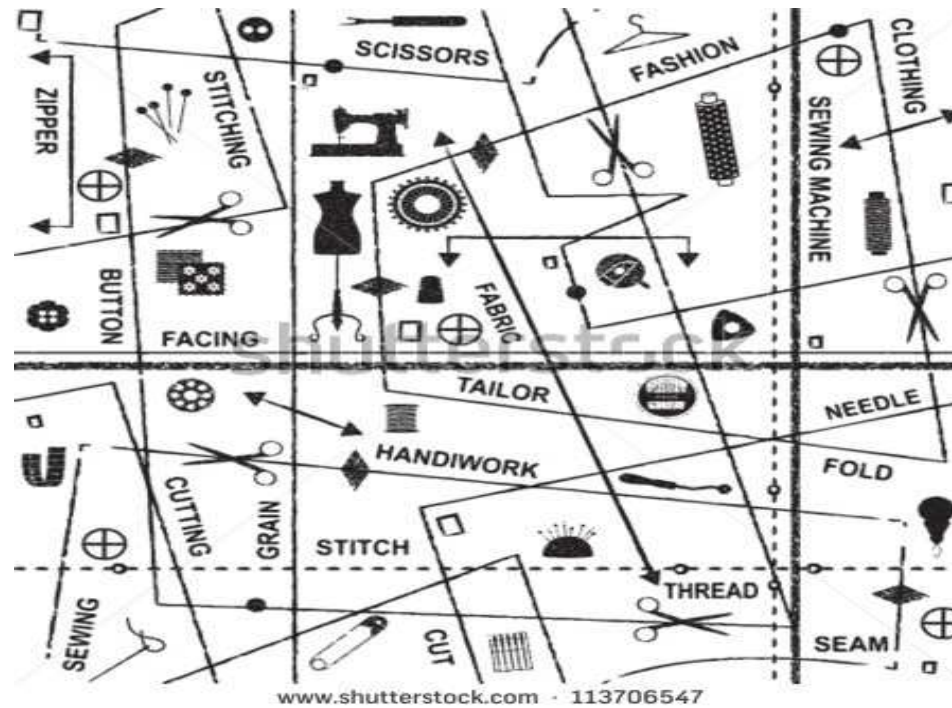 SCISSORS
FASHION
CLOTHING
ZIPPER
STITCHING
SEWING MACHINE
BUTTON
FACING
FABRIC
shutterstock
TAILOR
NEEDLE
HANDIWORK
FOLD
CUTTING
GRAIN
STITCH
THREAD
SEWING
CUT
SEAM
www.shutterstock.com · 113706547